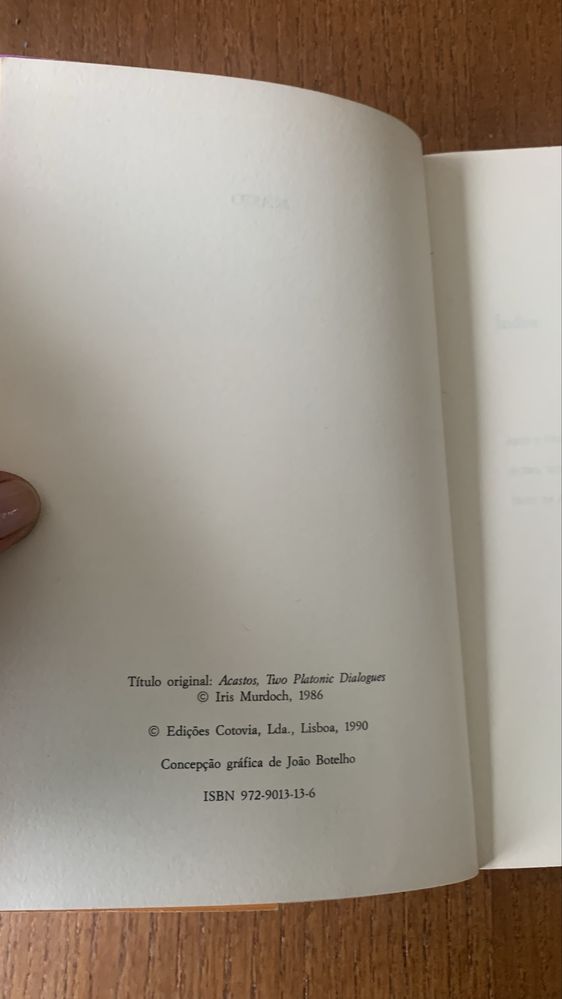 Título original: Acastos, Two Platonic Dialogues
© Iris Murdoch, 1986
© Edições Cotovia, Lda., Lisboa, 1990
Concepção gráfica de João Botelho
ISBN 972-9013-13-6